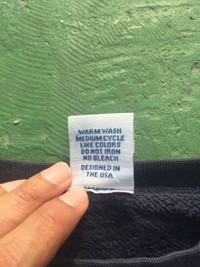 WARM WASH
MEDIUM CYCLE
LIKE COLORS
DO NOT IRON
NO BLEACH
DESIGNED IN
THE USA